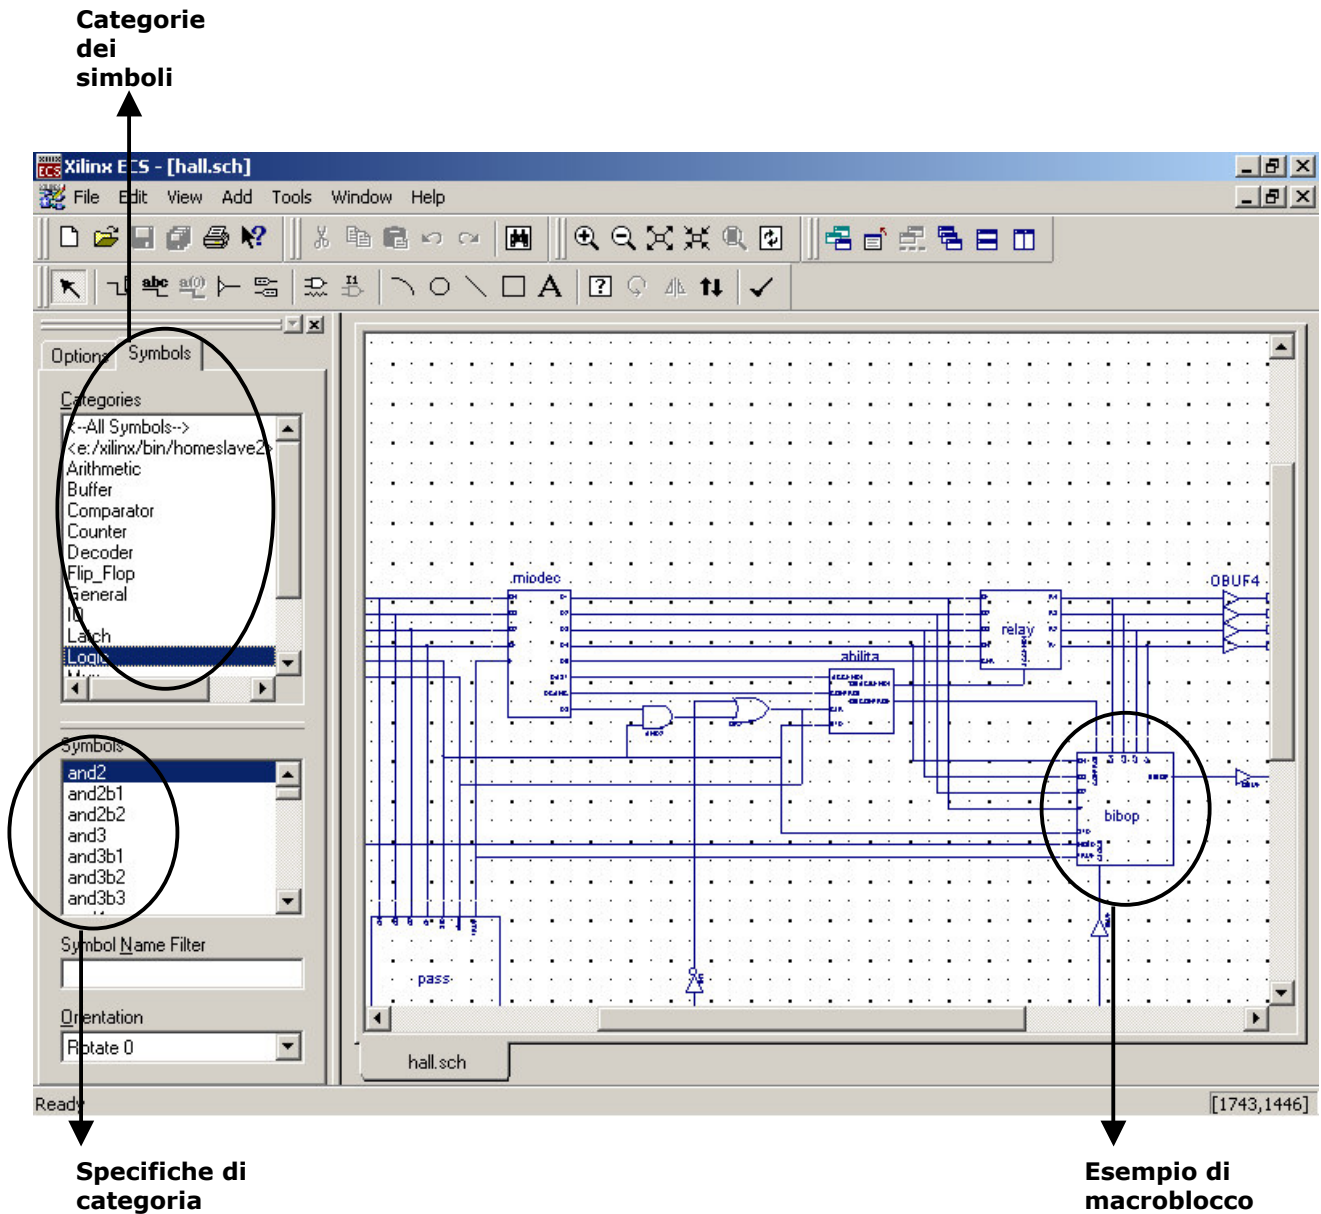 Categorie
dei
simboli
Xilinx ECS - [hall.sch]
File Edit View Add Tools Window Help
Options Symbols
Categories
<--All Symbols-->
<e:/xilinx/bin/homeslave2>
Arithmetic
Buffer
Comparator
Counter
Decoder
Flip_Flop
General
IO
Latch
Logic
Mux
Symbols
and2
and2b1
and2b2
and3
and3b1
and3b2
and3b3
Symbol Name Filter
Orientation
Rotate 0
miodec
abilita
relay
OBUF4
bibop
pass
hall.sch
Ready
[1743,1446]
Specifiche di
categoria
Esempio di
macroblocco